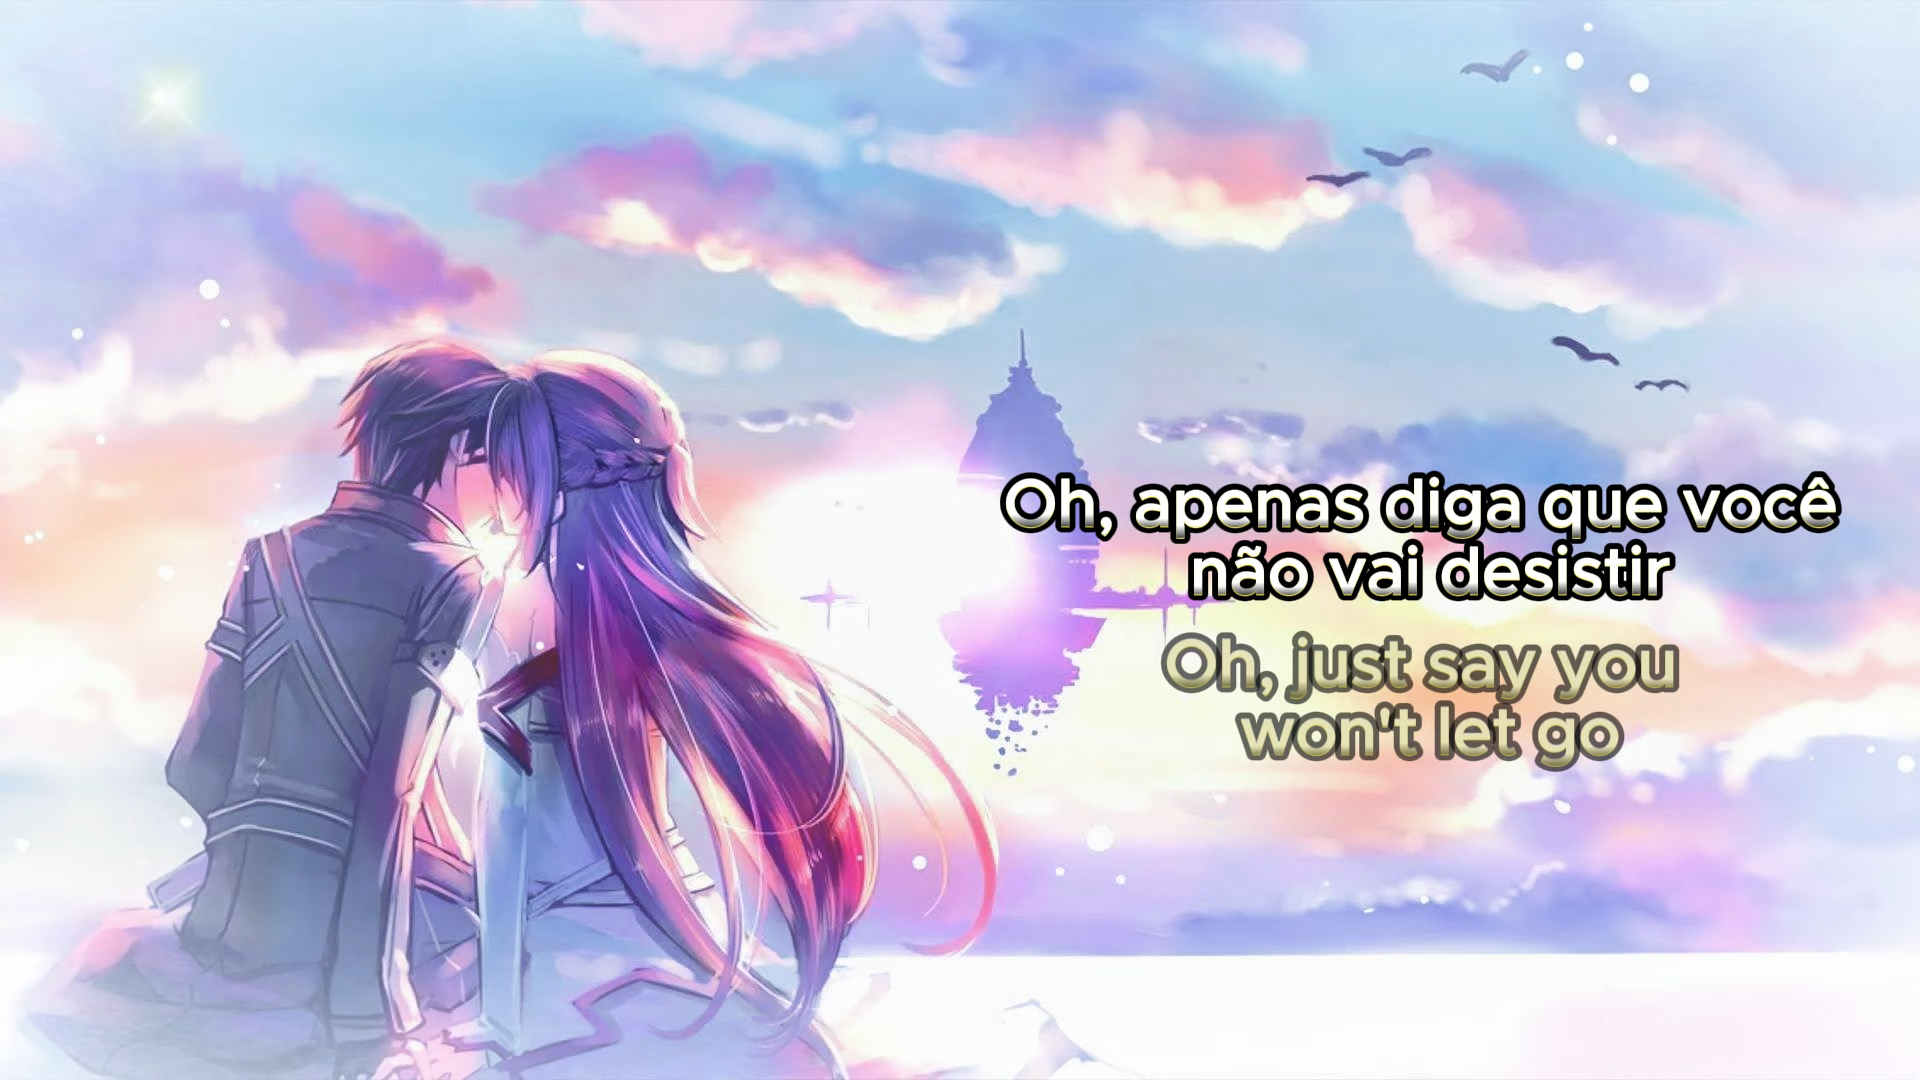 Oh, apenas diga que você
não vai desistir
Oh, just say you
won't let go